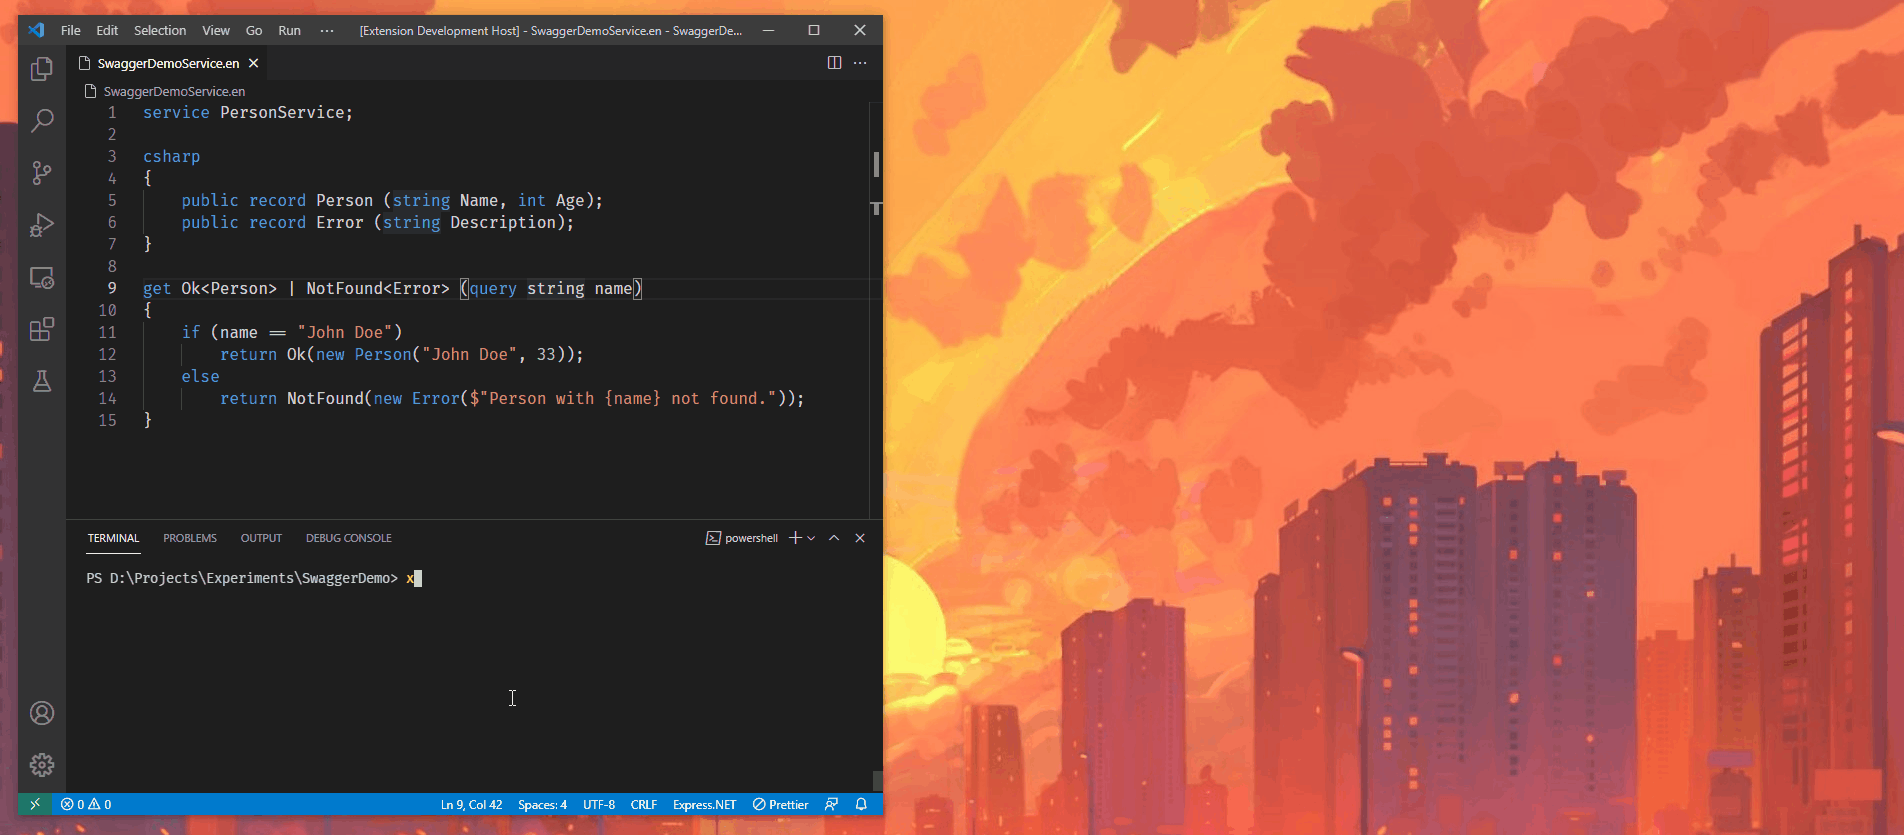 File Edit Selection View Go Run ··· [Extension Development Host] - SwaggerDemoService.en - SwaggerDe...
SwaggerDemoService.en
SwaggerDemoService.en
1 service PersonService;
2
3 csharp
4 {
5 public record Person (string Name, int Age);
6 public record Error (string Description);
7 }
8
9 get Ok<Person> | NotFound<Error> (query string name)
10 {
11 if (name == "John Doe")
12 return Ok(new Person("John Doe", 33));
13 else
14 return NotFound(new Error($"Person with {name} not found."));
15 }
TERMINAL PROBLEMS OUTPUT DEBUG CONSOLE powershell
PS D:\Projects\Experiments\SwaggerDemo> x
0 0 Ln 9, Col 42 Spaces: 4 UTF-8 CRLF Express.NET Prettier